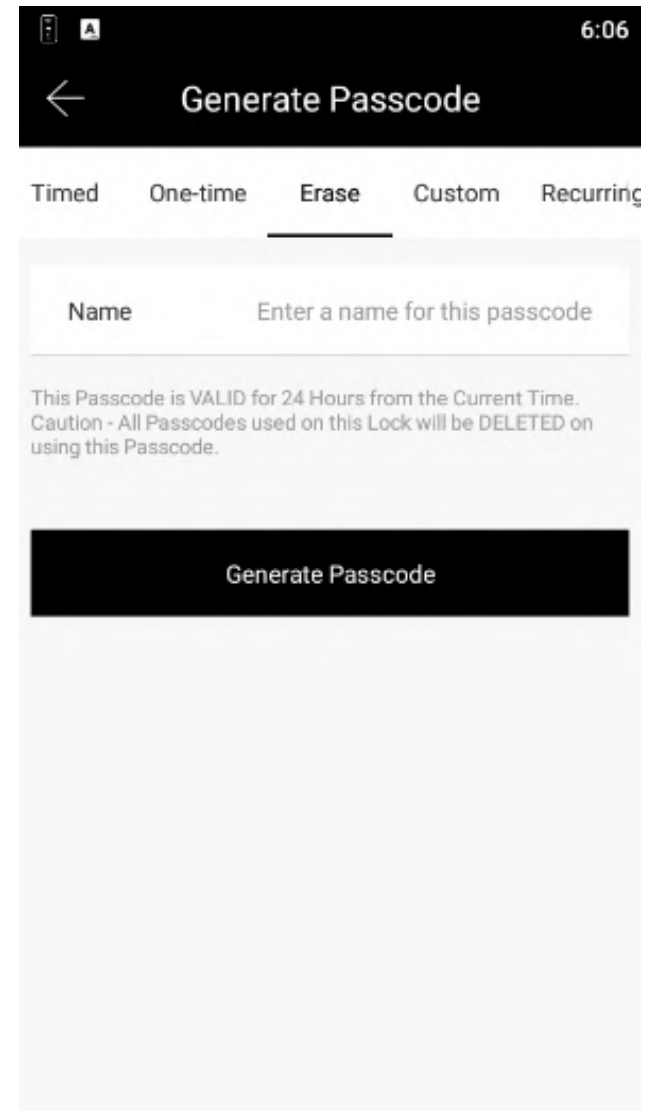 A
6:06
Generate Passcode
Timed One-time Erase Custom Recurring
Name Enter a name for this passcode
This Passcode is VALID for 24 Hours from the Current Time.
Caution - All Passcodes used on this Lock will be DELETED on
using this Passcode.
Generate Passcode